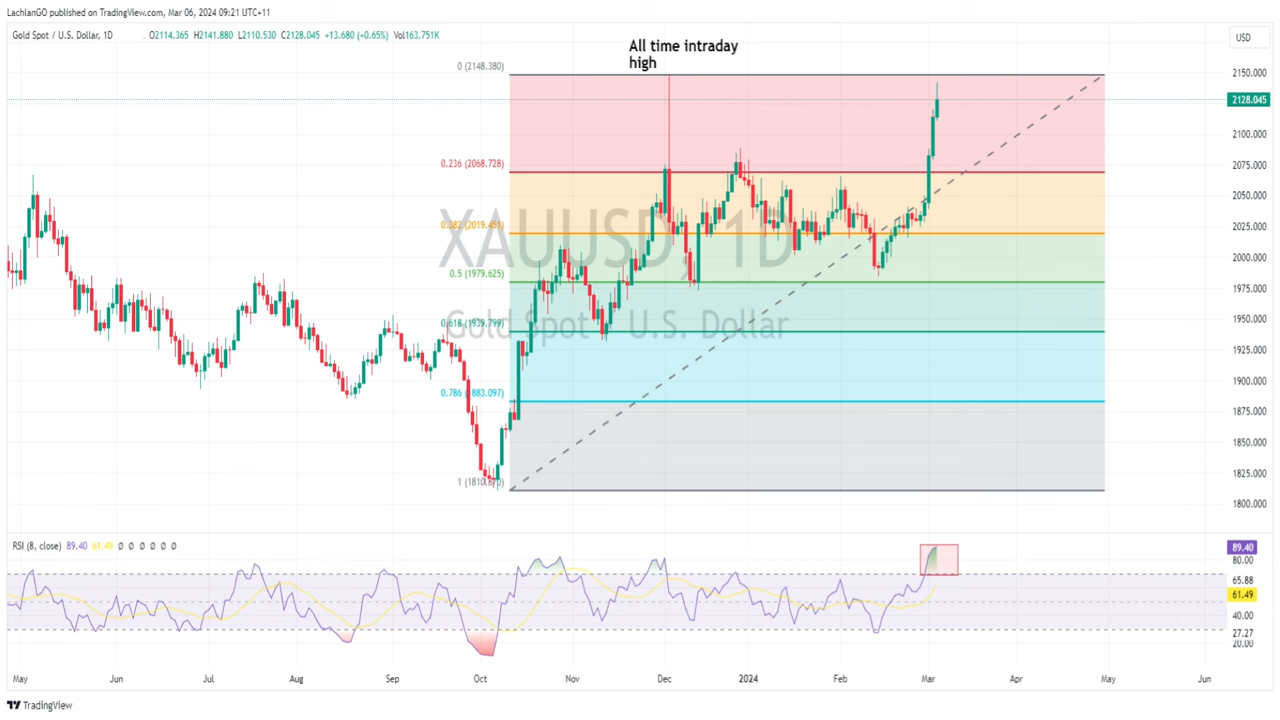 LachlanGO published on TradingView.com, Mar 06, 2024 09:21 UTC+11
Gold Spot / U.S. Dollar, 1D O2114.365 H2141.880 L2110.530 C2128.045 +13.680 (+0.65%) Vol163.751K
USD
All time intraday
high
0 (2148.380)
2150.000
2128.045
2100.000
0.236 (2068.728)
2075.000
2050.000
XAUUSD, 1D
0.382 (2019.451)
2025.000
2000.000
0.5 (1979.625)
1975.000
0.618 (1939.799)
Gold Spot / U.S. Dollar
1950.000
1925.000
1900.000
0.786 (1883.097)
1875.000
1850.000
1825.000
1 (1810.870)
1800.000
RSI (8, close) 89.40 61.49 Ø Ø Ø Ø Ø Ø
89.40
80.00
65.88
61.49
40.00
27.27
20.00
May Jun Jul Aug Sep Oct Nov Dec 2024 Feb Mar Apr May Jun
TradingView